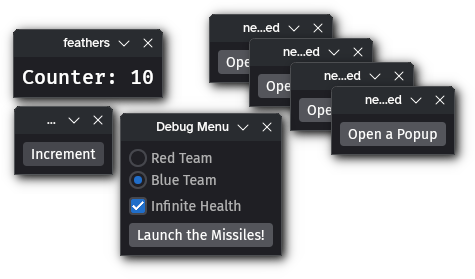 feathers
Counter: 10
...
Increment
Debug Menu
Red Team
Blue Team
Infinite Health
Launch the Missiles!
ne...ed
Ope
ne...ed
Ope
ne...ed
Ope
ne...ed
Open a Popup